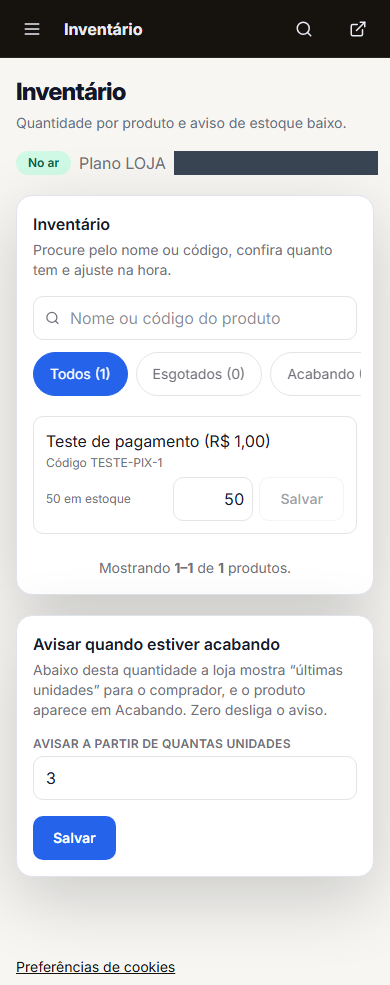 Inventário
Inventário
Quantidade por produto e aviso de estoque baixo.
No ar Plano LOJA
Inventário
Procure pelo nome ou código, confira quanto
tem e ajuste na hora.
Nome ou código do produto
Todos (1) Esgotados (0) Acabando (
Teste de pagamento (R$ 1,00)
Código TESTE-PIX-1
50 em estoque 50 Salvar
Mostrando 1–1 de 1 produtos.
Avisar quando estiver acabando
Abaixo desta quantidade a loja mostra “últimas
unidades” para o comprador, e o produto
aparece em Acabando. Zero desliga o aviso.
AVISAR A PARTIR DE QUANTAS UNIDADES
3
Salvar
Preferências de cookies